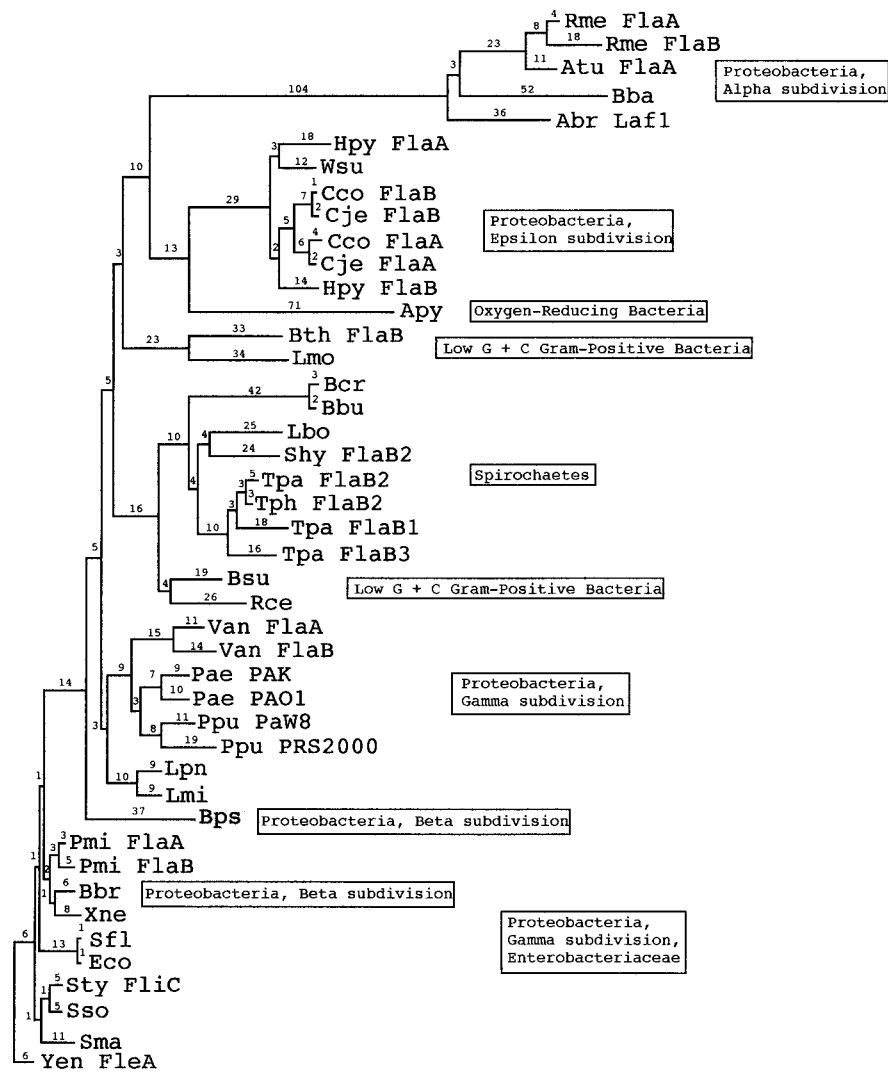 4
Rme FlaA
8
23
18
Rme FlaB
3
11
Atu FlaA
Proteobacteria,
Alpha subdivision
104
52
Bba
36
Abr Laf1
10
3
18
Hpy FlaA
12
Wsu
29
7
1
Cco FlaB
2
Cje FlaB
5
Proteobacteria,
Epsilon subdivision
6
4
Cco FlaA
2
2
Cje FlaA
13
14
Hpy FlaB
3
71
Apy
Oxygen-Reducing Bacteria
33
Bth FlaB
23
Low G + C Gram-Positive Bacteria
34
Lmo
5
42
3
Bcr
2
Bbu
10
4
25
Lbo
24
Shy FlaB2
4
3
5
Tpa FlaB2
Spirochaetes
3
3
Tph FlaB2
16
10
18
Tpa FlaB1
16
Tpa FlaB3
5
19
Bsu
4
Low G + C Gram-Positive Bacteria
26
Rce
11
Van FlaA
15
14
Van FlaB
9
7
9
Pae PAK
Proteobacteria,
Gamma subdivision
14
10
Pae PAO1
3
11
Ppu PaW8
8
19
Ppu PRS2000
3
9
Lpn
10
1
9
Lmi
37
Bps
Proteobacteria, Beta subdivision
3
Pmi FlaA
1
3
5
Pmi FlaB
2
6
Bbr
Proteobacteria, Beta subdivision
1
8
Xne
Proteobacteria,
Gamma subdivision,
Enterobacteriaceae
6
13
1
Sfl
1
Eco
5
Sty FliC
1
5
Sso
1
11
Sma
6
Yen FleA